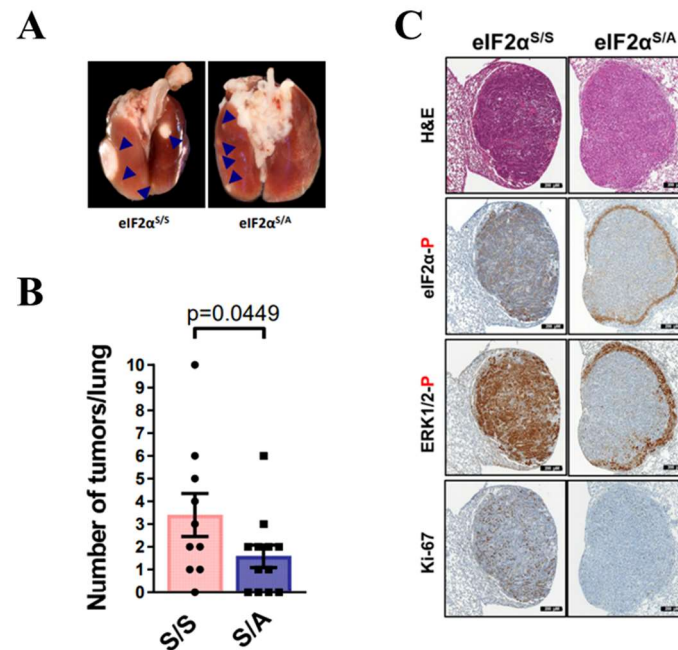 A
eIF2α^S/S
eIF2α^S/A
B
p=0.0449
Number of tumors/lung
10
9
8
7
6
5
4
3
2
1
0
S/S
S/A
C
eIF2α^S/S
eIF2α^S/A
H&E
eIF2α-P
ERK1/2-P
Ki-67